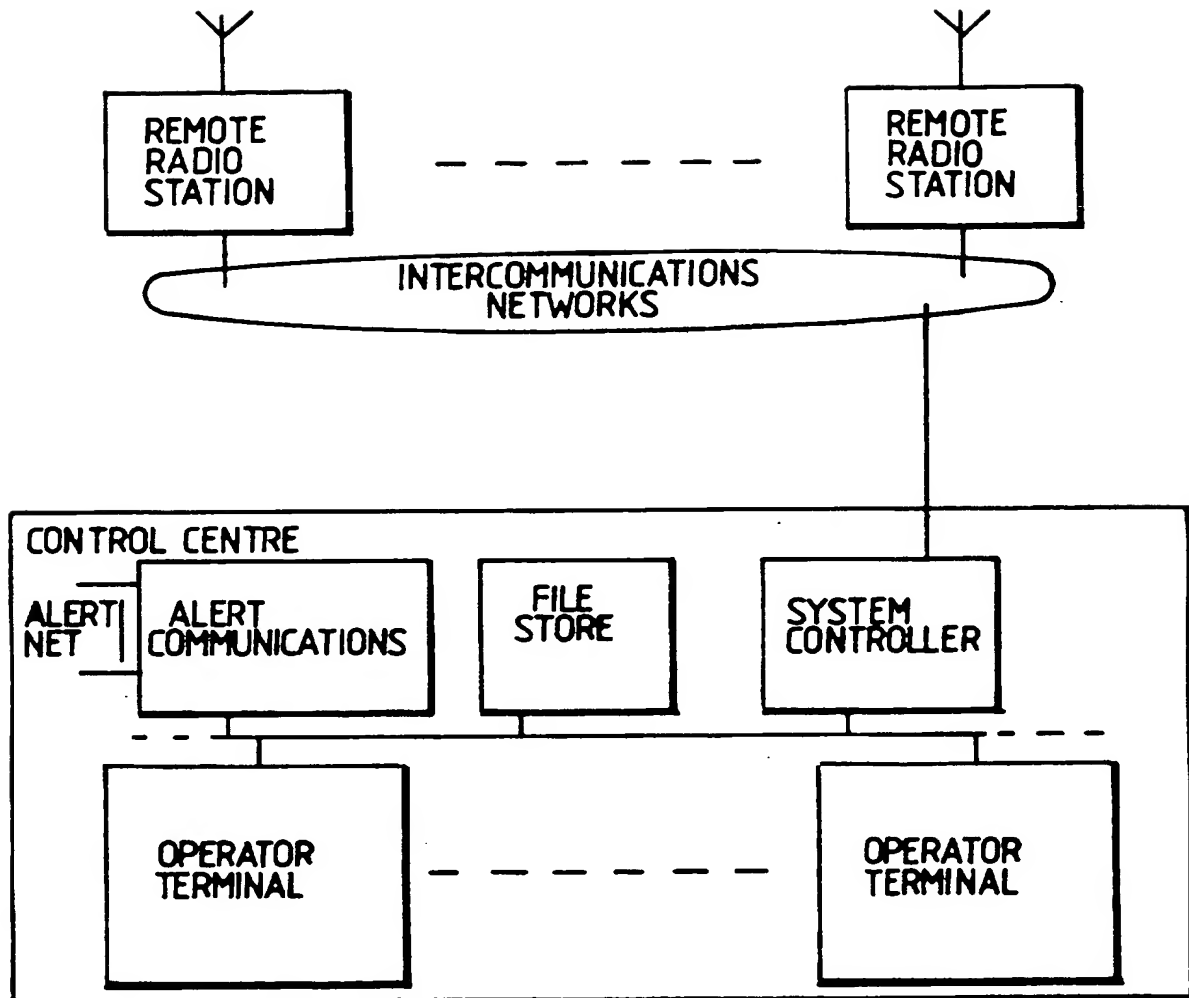 REMOTE
RADIO
STATION
REMOTE
RADIO
STATION
INTERCOMMUNICATIONS
NETWORKS
CONTROL CENTRE
ALERT
NET
ALERT
COMMUNICATIONS
FILE
STORE
SYSTEM
CONTROLLER
OPERATOR
TERMINAL
OPERATOR
TERMINAL